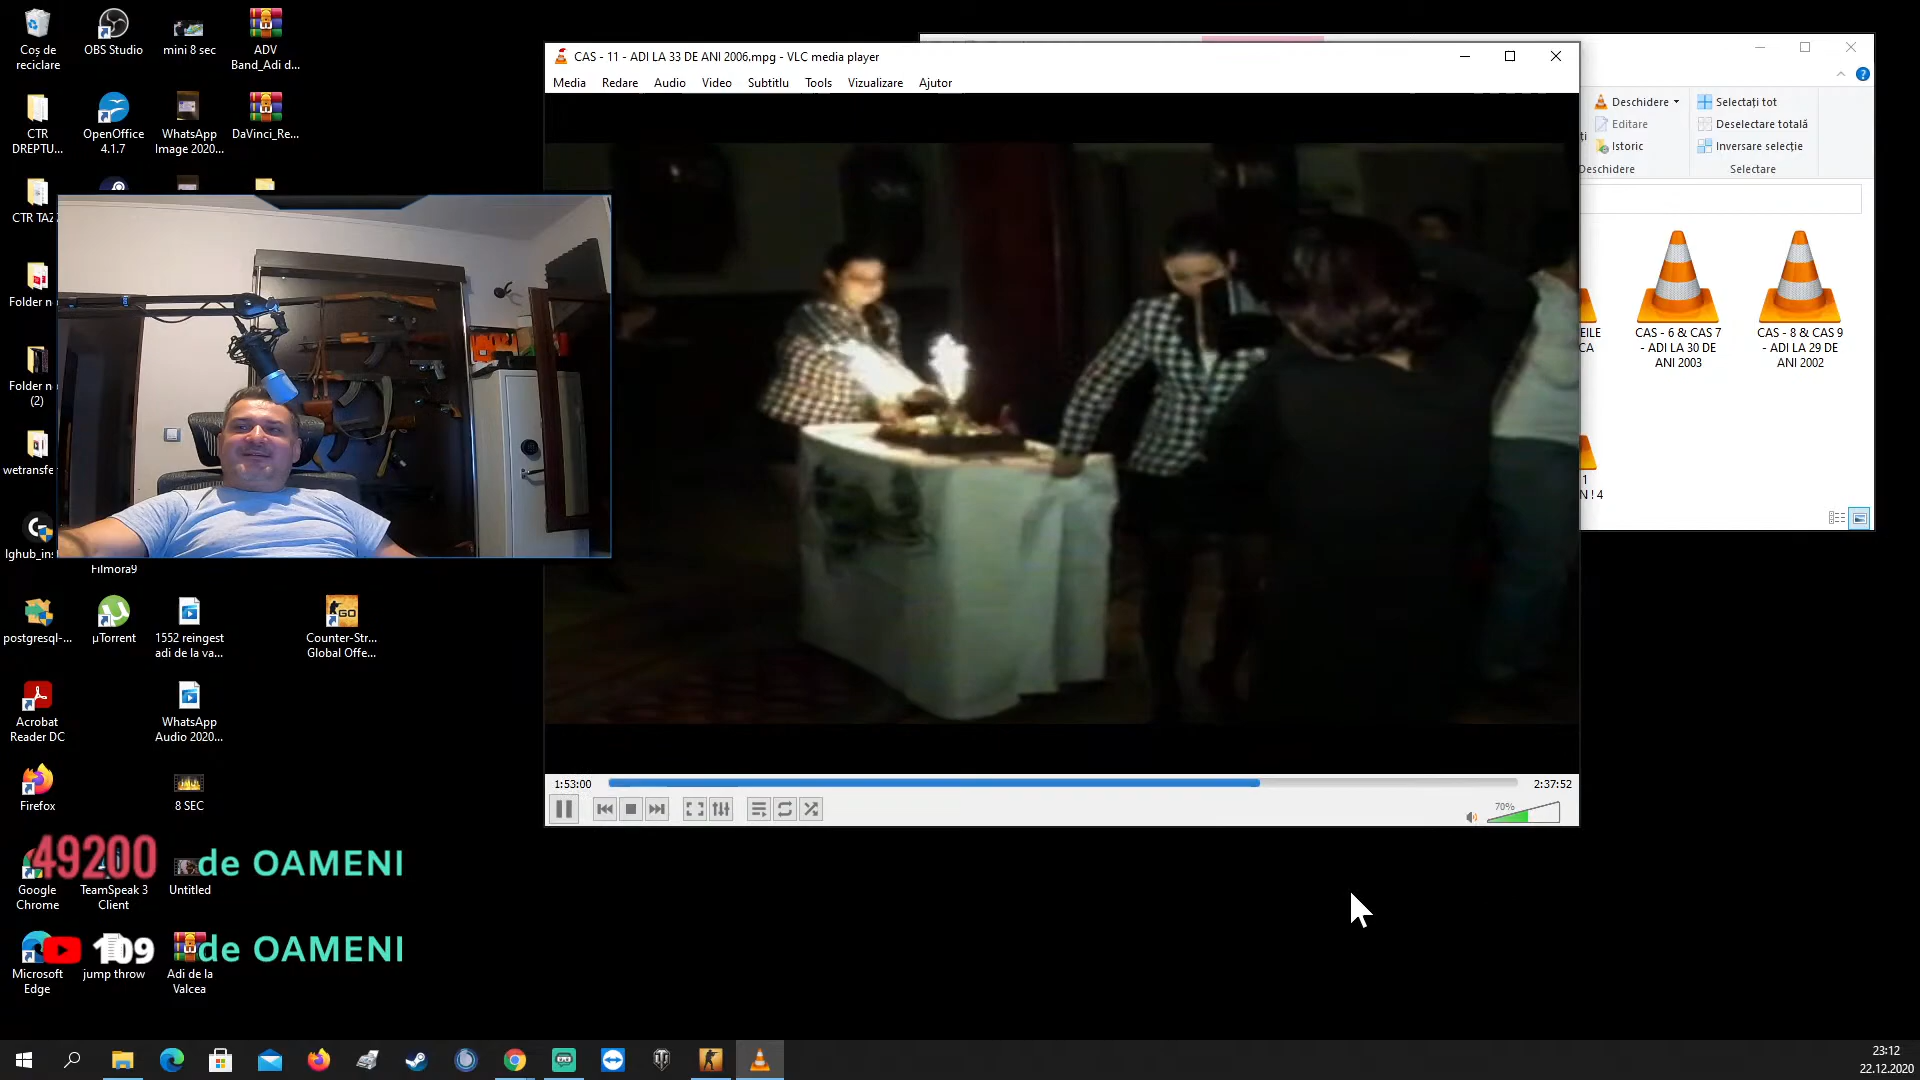 Coș de
reciclare
OBS Studio
mini 8 sec
ADV
Band_Adi d...
CTR
DREPTU...
OpenOffice
4.1.7
WhatsApp
Image 2020...
DaVinci_Re...
CTR TAZ
Folder n
Folder n
(2)
wetransfe
lghub_ins
Filmora9
postgresql-...
µTorrent
1552 reingest
adi de la va...
Counter-Str...
Global Offe...
Acrobat
Reader DC
WhatsApp
Audio 2020...
Firefox
8 SEC
49200 de OAMENI
Google
Chrome
TeamSpeak 3
Client
Untitled
109 de OAMENI
Microsoft
Edge
jump throw
Adi de la
Valcea
CAS - 11 - ADI LA 33 DE ANI 2006.mpg - VLC media player
Media Redare Audio Video Subtitlu Tools Vizualizare Ajutor
1:53:00
2:37:52
70%
Deschidere
Editare
Istoric
Deschidere
Selectați tot
Deselectare totală
Inversare selecție
Selectare
EILE
CA
CAS - 6 & CAS 7
- ADI LA 30 DE
ANI 2003
CAS - 8 & CAS 9
- ADI LA 29 DE
ANI 2002
1
N ! 4
23:12
22.12.2020